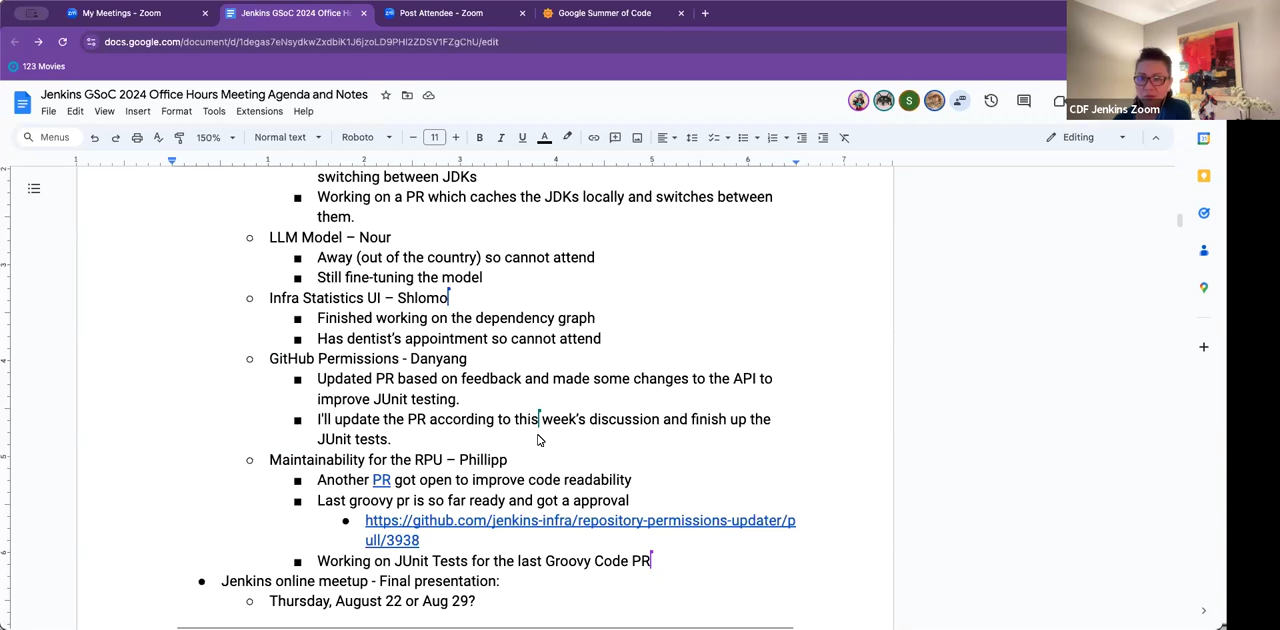 My Meetings - Zoom
Jenkins GSoC 2024 Office H
Post Attendee - Zoom
Google Summer of Code
docs.google.com/document/d/1degas7eNsydkwZxdbiK1J6jzoLD9PHI2ZDSV1FZgChU/edit
123 Movies
Jenkins GSoC 2024 Office Hours Meeting Agenda and Notes
File Edit View Insert Format Tools Extensions Help
CDF Jenkins Zoom
Menus 150% Normal text Roboto 11 Editing
1 1 2 3 4 5 6 7
switching between JDKs
■ Working on a PR which caches the JDKs locally and switches between
them.
○ LLM Model – Nour
■ Away (out of the country) so cannot attend
■ Still fine-tuning the model
○ Infra Statistics UI – Shlomo
■ Finished working on the dependency graph
■ Has dentist's appointment so cannot attend
○ GitHub Permissions - Danyang
■ Updated PR based on feedback and made some changes to the API to
improve JUnit testing.
■ I'll update the PR according to this week's discussion and finish up the
JUnit tests.
○ Maintainability for the RPU – Phillipp
■ Another PR got open to improve code readability
■ Last groovy pr is so far ready and got a approval
● https://github.com/jenkins-infra/repository-permissions-updater/p
ull/3938
■ Working on JUnit Tests for the last Groovy Code PR
● Jenkins online meetup - Final presentation:
○ Thursday, August 22 or Aug 29?